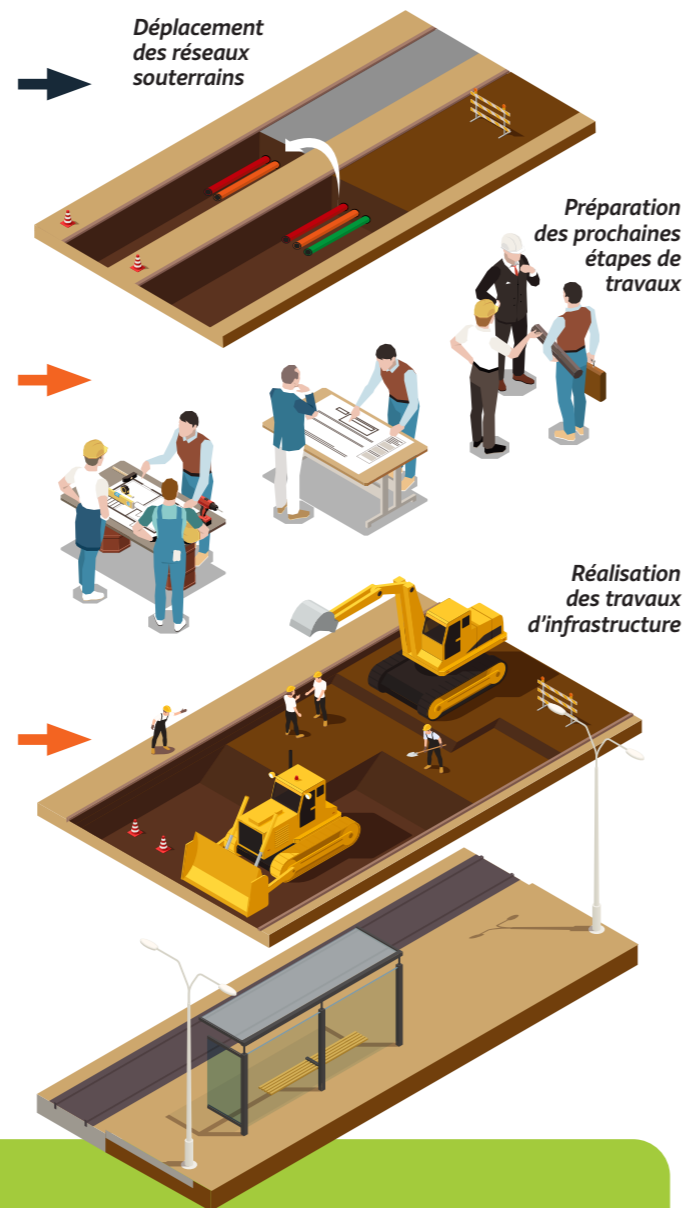 Déplacement
des réseaux
souterrains
Préparation
des prochaines
étapes de
travaux
Réalisation
des travaux
d'infrastructure